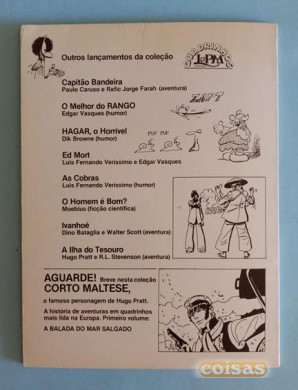 Outros lançamentos da coleção
QUADRINHOS
L&PM
Capitão Bandeira
Paulo Caruso e Rafic Jorge Farah (aventura)
O Melhor do RANGO
Edgar Vasques (humor)
HAGAR, o Horrível
Dik Browne (humor)
Ed Mort
Luis Fernando Verissimo e Edgar Vasques
As Cobras
Luis Fernando Verissimo (humor)
O Homem é Bom?
Moebius (ficção científica)
Ivanhoé
Dino Battaglia e Walter Scott (aventura)
A Ilha do Tesouro
Hugo Pratt e R.L. Stevenson (aventura)
AGUARDE! Breve nesta coleção
CORTO MALTESE,
o famoso personagem de Hugo Pratt.
A história de aventuras em quadrinhos
mais lida na Europa. Primeiro volume:
A BALADA DO MAR SALGADO
coisas